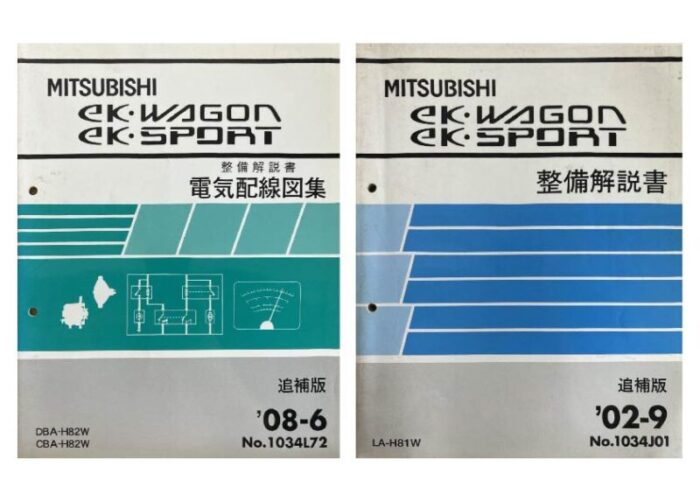 MITSUBISHI
eK·WAGON
eK·SPORT
整備解説書
電気配線図集
追補版
'08-6
DBA-H82W
CBA-H82W
No.1034L72
MITSUBISHI
eK·WAGON
eK·SPORT
整備解説書
追補版
'02-9
LA-H81W
No.1034J01